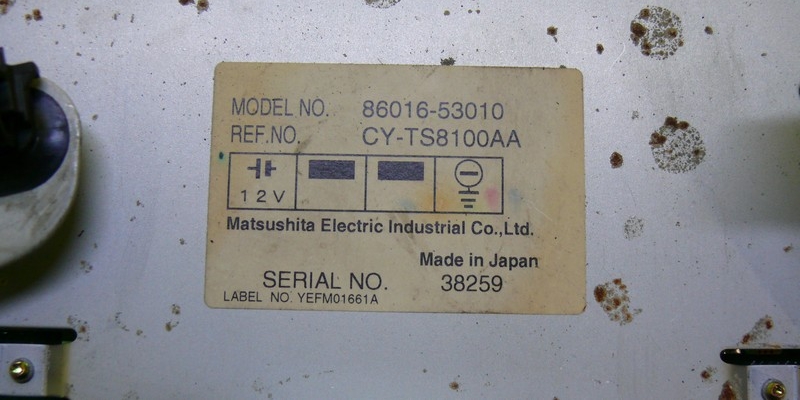 MODEL NO. 86016-53010
REF.NO. CY-TS8100AA
12V
Matsushita Electric Industrial Co.,Ltd.
Made in Japan
SERIAL NO. 38259
LABEL NO. YEFM01661A